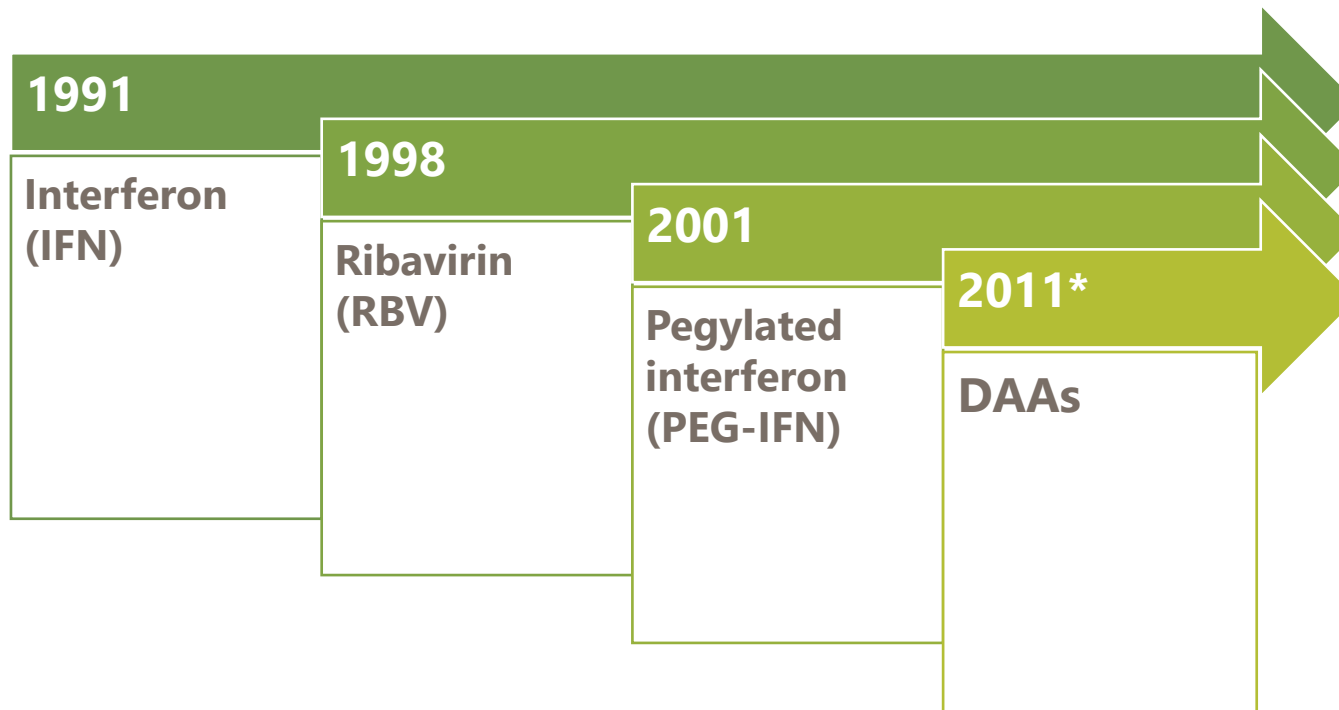 1991
Interferon
(IFN)
1998
Ribavirin
(RBV)
2001
Pegylated
interferon
(PEG-IFN)
2011*
DAAs